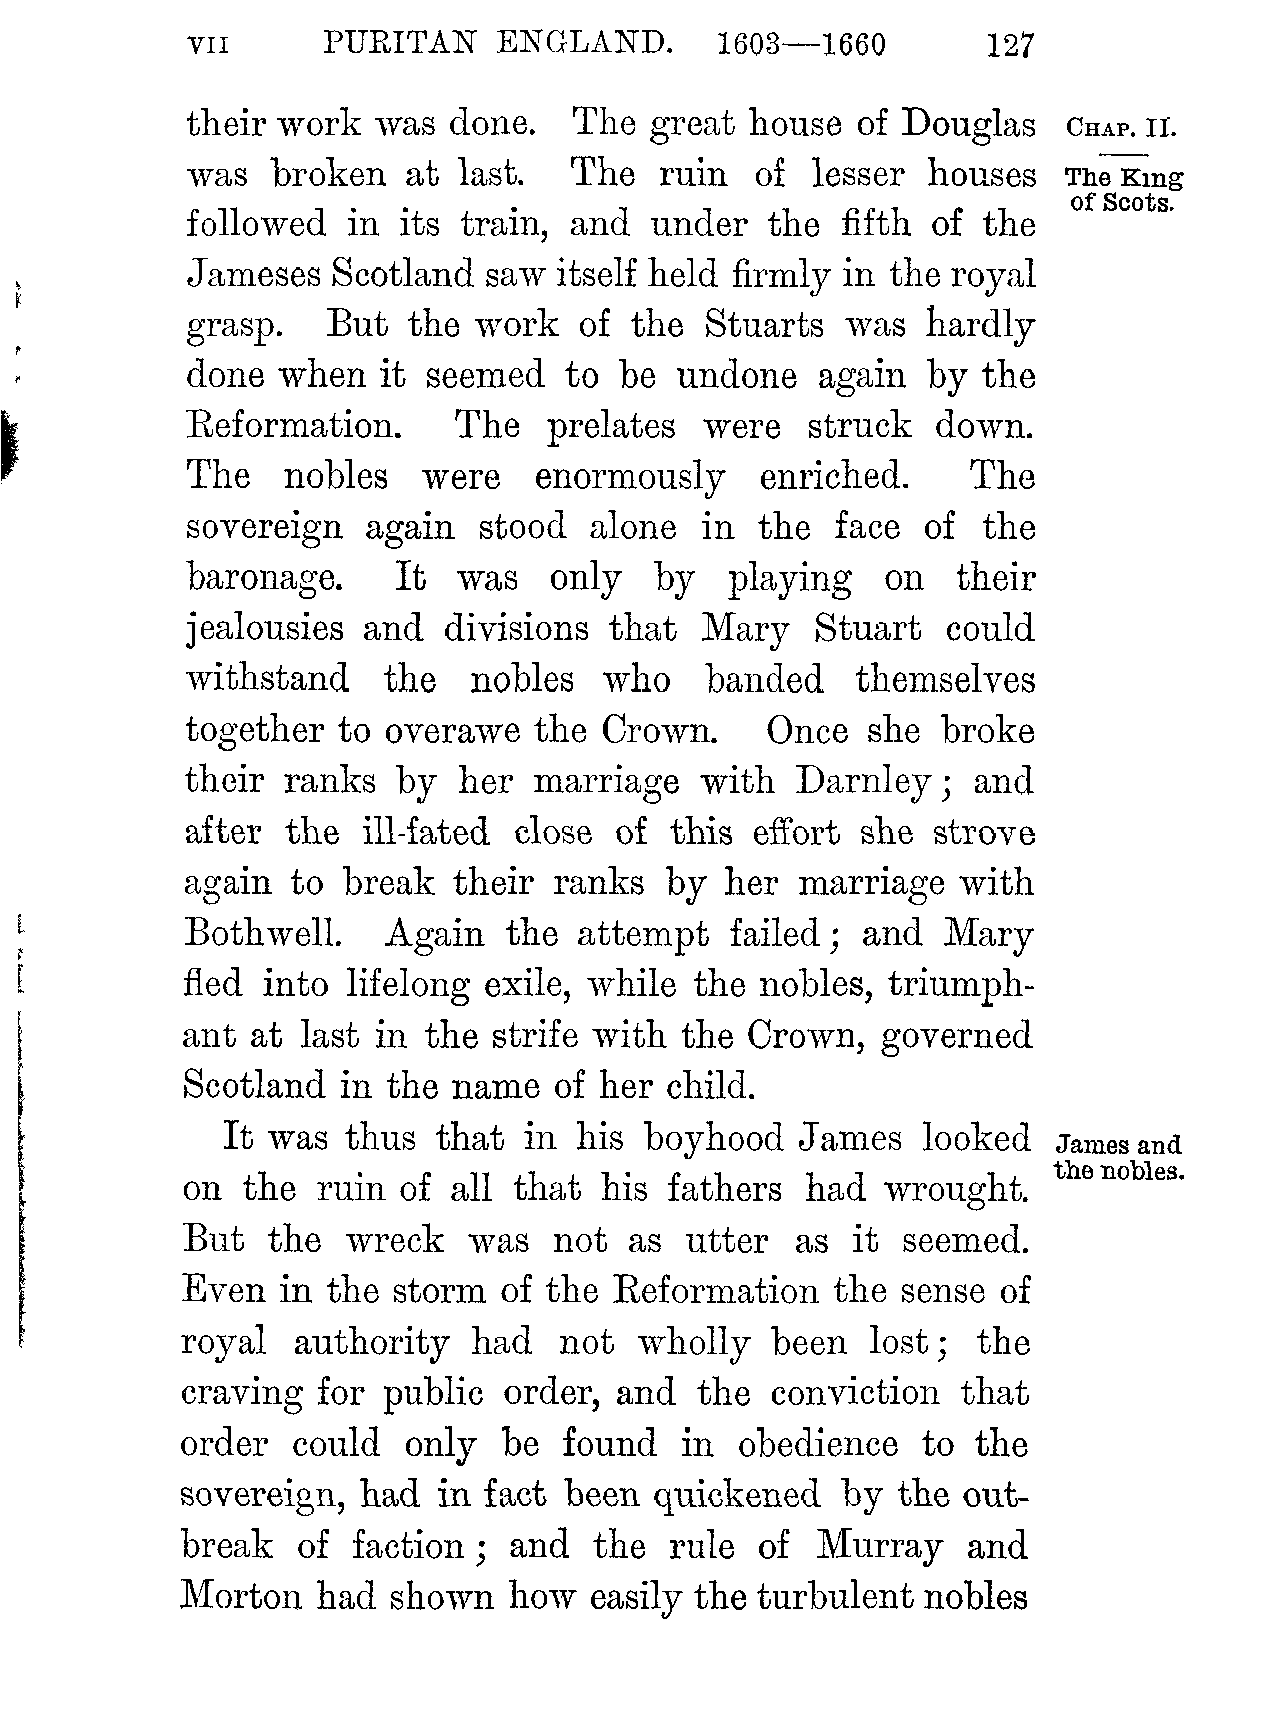 VII PURITAN ENGLAND. 1603—1660 127
their work was done. The great house of Douglas
was broken at last. The ruin of lesser houses
followed in its train, and under the fifth of the
Jameses Scotland saw itself held firmly in the royal
grasp. But the work of the Stuarts was hardly
done when it seemed to be undone again by the
Reformation. The prelates were struck down.
The nobles were enormously enriched. The
sovereign again stood alone in the face of the
baronage. It was only by playing on their
jealousies and divisions that Mary Stuart could
withstand the nobles who banded themselves
together to overawe the Crown. Once she broke
their ranks by her marriage with Darnley; and
after the ill-fated close of this effort she strove
again to break their ranks by her marriage with
Bothwell. Again the attempt failed; and Mary
fled into lifelong exile, while the nobles, triumph-
ant at last in the strife with the Crown, governed
Scotland in the name of her child.
It was thus that in his boyhood James looked
on the ruin of all that his fathers had wrought.
But the wreck was not as utter as it seemed.
Even in the storm of the Reformation the sense of
royal authority had not wholly been lost; the
craving for public order, and the conviction that
order could only be found in obedience to the
sovereign, had in fact been quickened by the out-
break of faction; and the rule of Murray and
Morton had shown how easily the turbulent nobles
CHAP. II.
The King
of Scots.
James and
the nobles.